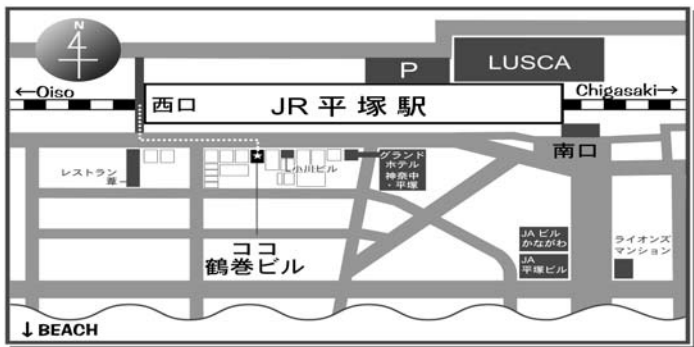 N
LUSCA
P
←Oiso
Chigasaki→
西口
JR 平塚駅
南口
グランド
ホテル
神奈中
・平塚
小川ビル
レストラン
JA ビル
かながわ
JA
平塚ビル
ライオンズ
マンション
ココ
鶴巻ビル
↓BEACH